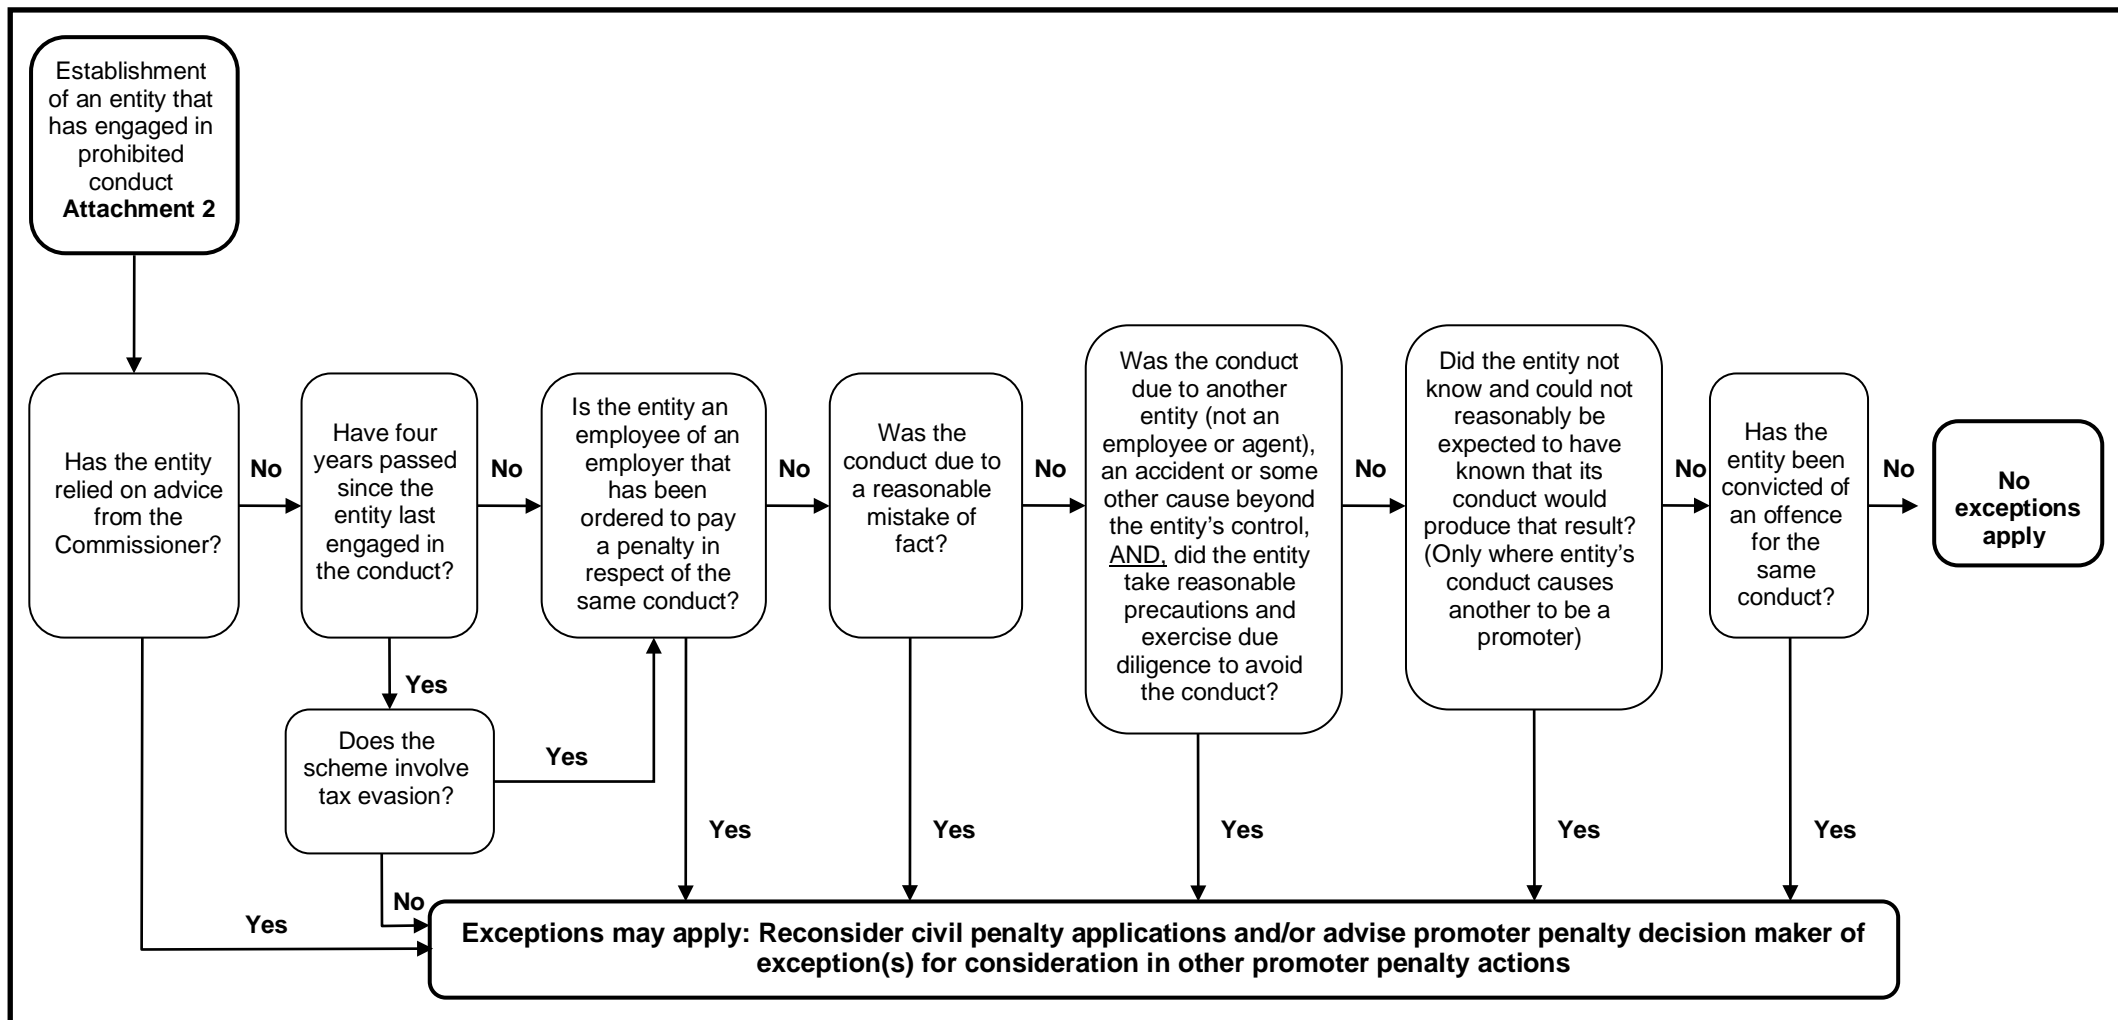 Establishment
of an entity that
has engaged in
prohibited
conduct
Attachment 2
Has the entity
relied on advice
from the
Commissioner?
No
Have four
years passed
since the
entity last
engaged in
the conduct?
No
Is the entity an
employee of an
employer that
has been
ordered to pay
a penalty in
respect of the
same conduct?
No
Was the
conduct due to
a reasonable
mistake of
fact?
No
Was the conduct
due to another
entity (not an
employee or agent),
an accident or some
other cause beyond
the entity’s control,
AND, did the entity
take reasonable
precautions and
exercise due
diligence to avoid
the conduct?
No
Did the entity not
know and could not
reasonably be
expected to have
known that its
conduct would
produce that result?
(Only where entity’s
conduct causes
another to be a
promoter)
No
Has the
entity been
convicted of
an offence
for the
same
conduct?
No
No
exceptions
apply
Yes
Does the
scheme involve
tax evasion?
Yes
Yes
Yes
Yes
Yes
Yes
No
Yes
Exceptions may apply: Reconsider civil penalty applications and/or advise promoter penalty decision maker of
exception(s) for consideration in other promoter penalty actions